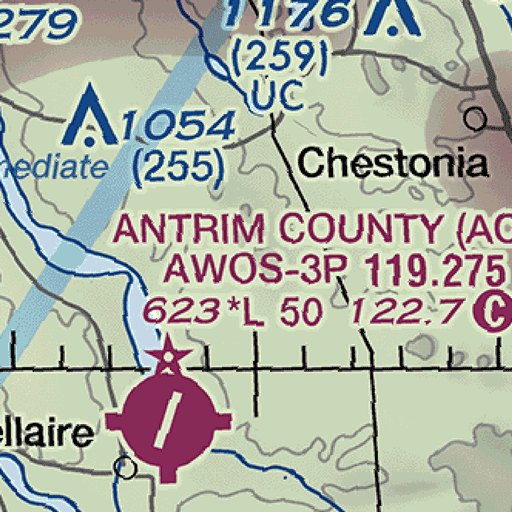 279
1176
(259)
UC
1054
(255)
mediate
Chestonia
ANTRIM COUNTY (AC
AWOS-3P 119.275
623 *L 50 122.7 C
ellaire